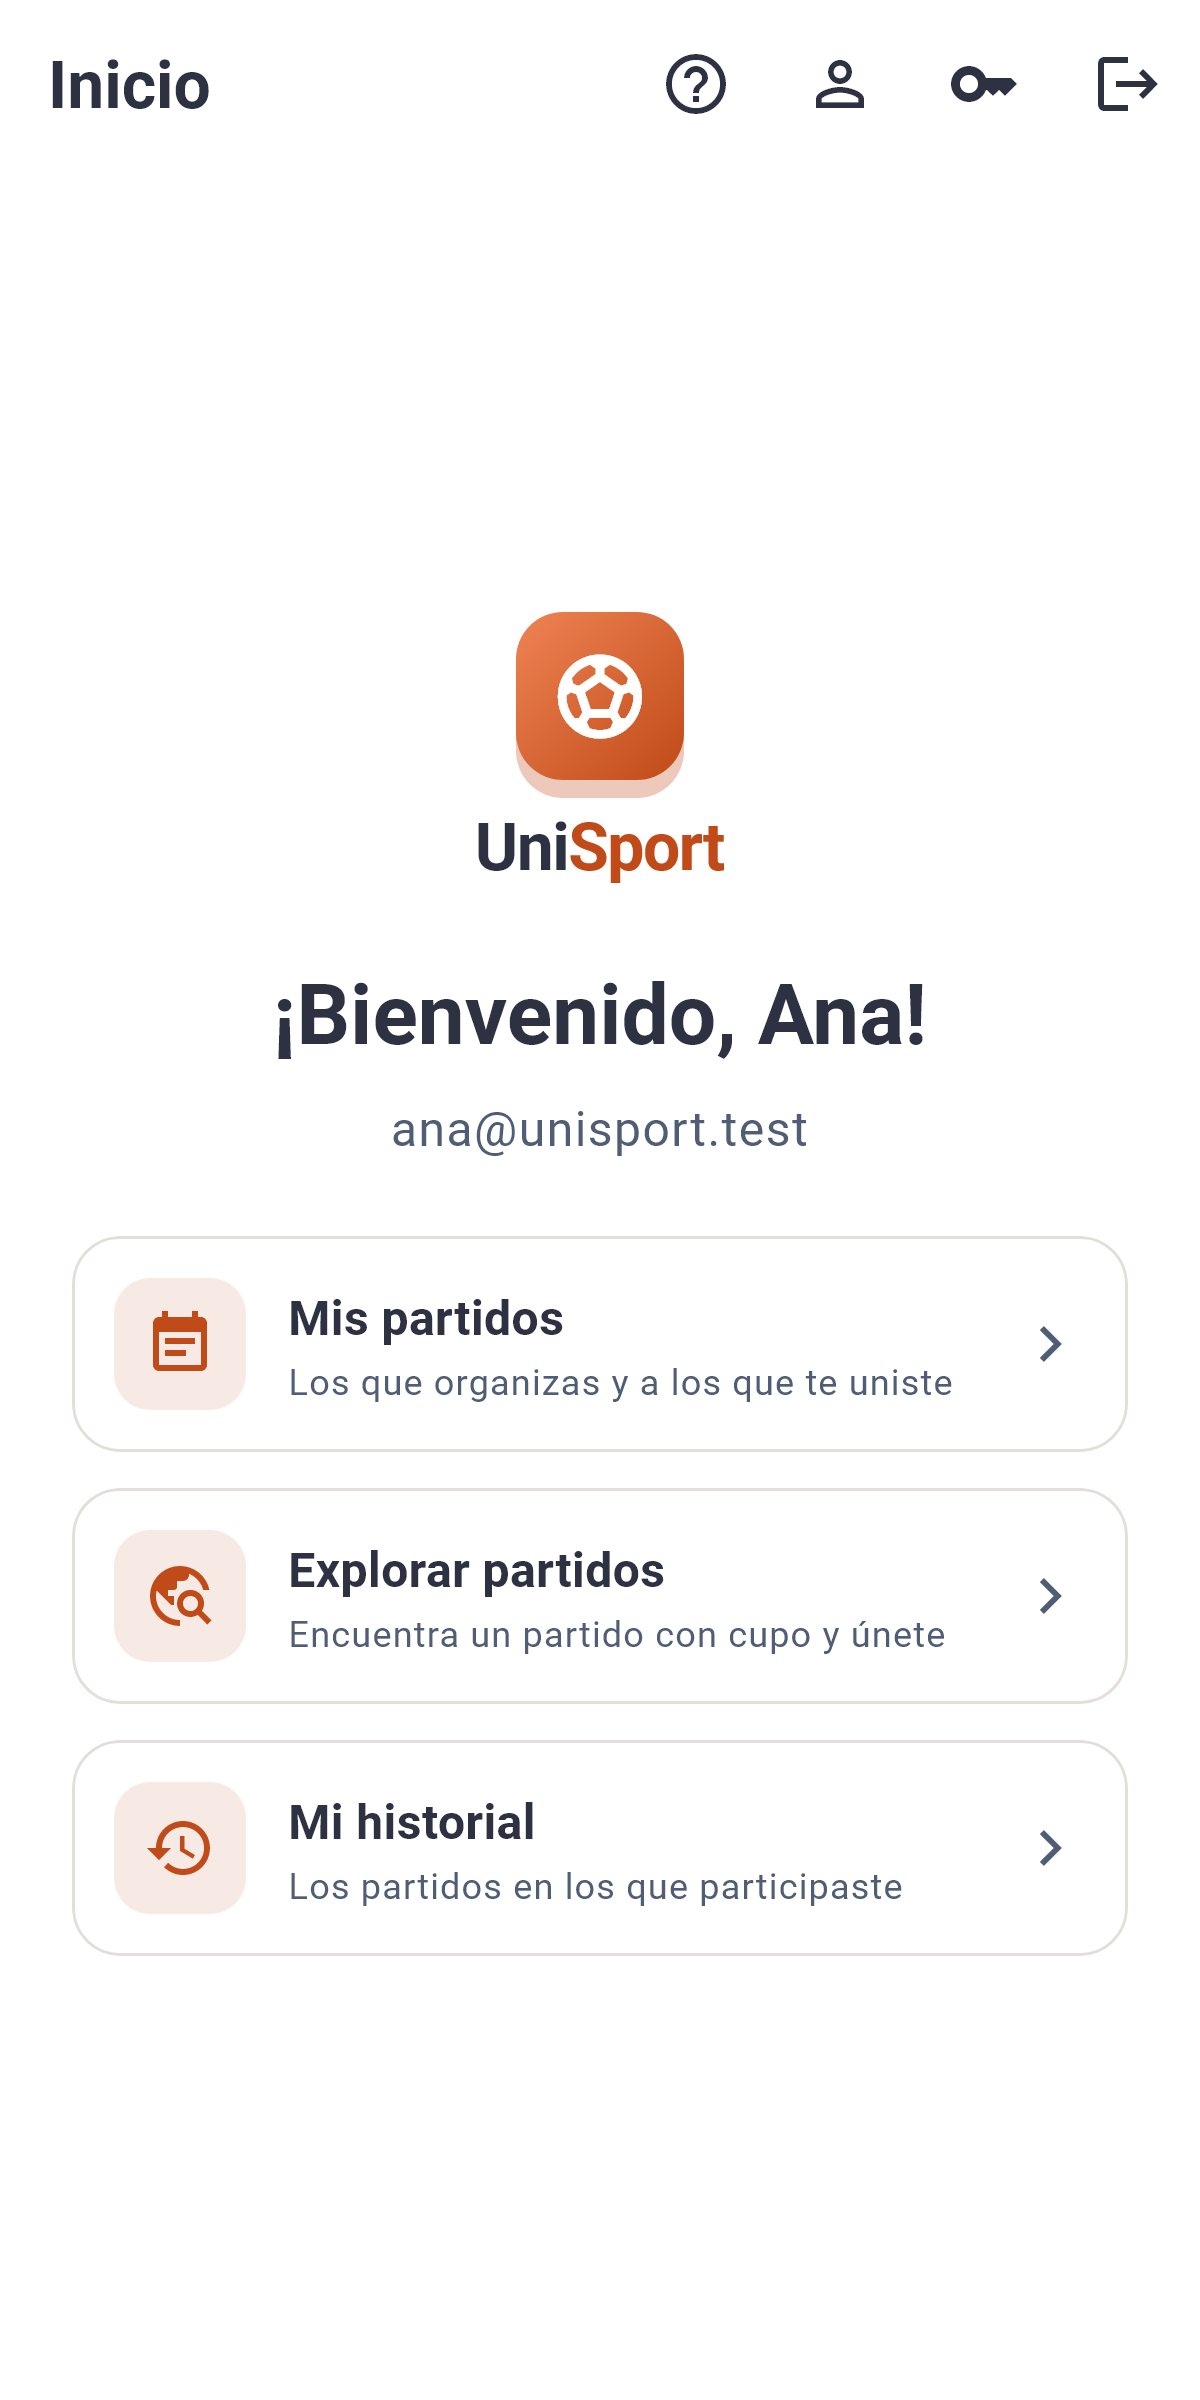 Inicio
UniSport
¡Bienvenido, Ana!
ana@unisport.test
Mis partidos
Los que organizas y a los que te uniste
Explorar partidos
Encuentra un partido con cupo y únete
Mi historial
Los partidos en los que participaste